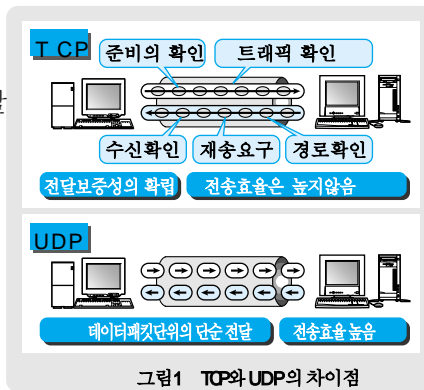 TCP
준비의 확인 트래픽 확인
수신확인 재송요구 경로확인
전달보증성의 확립 전송효율은 높지않음
UDP
데이터패킷단위의 단순 전달 전송효율 높음
그림1 TCP와 UDP의 차이점